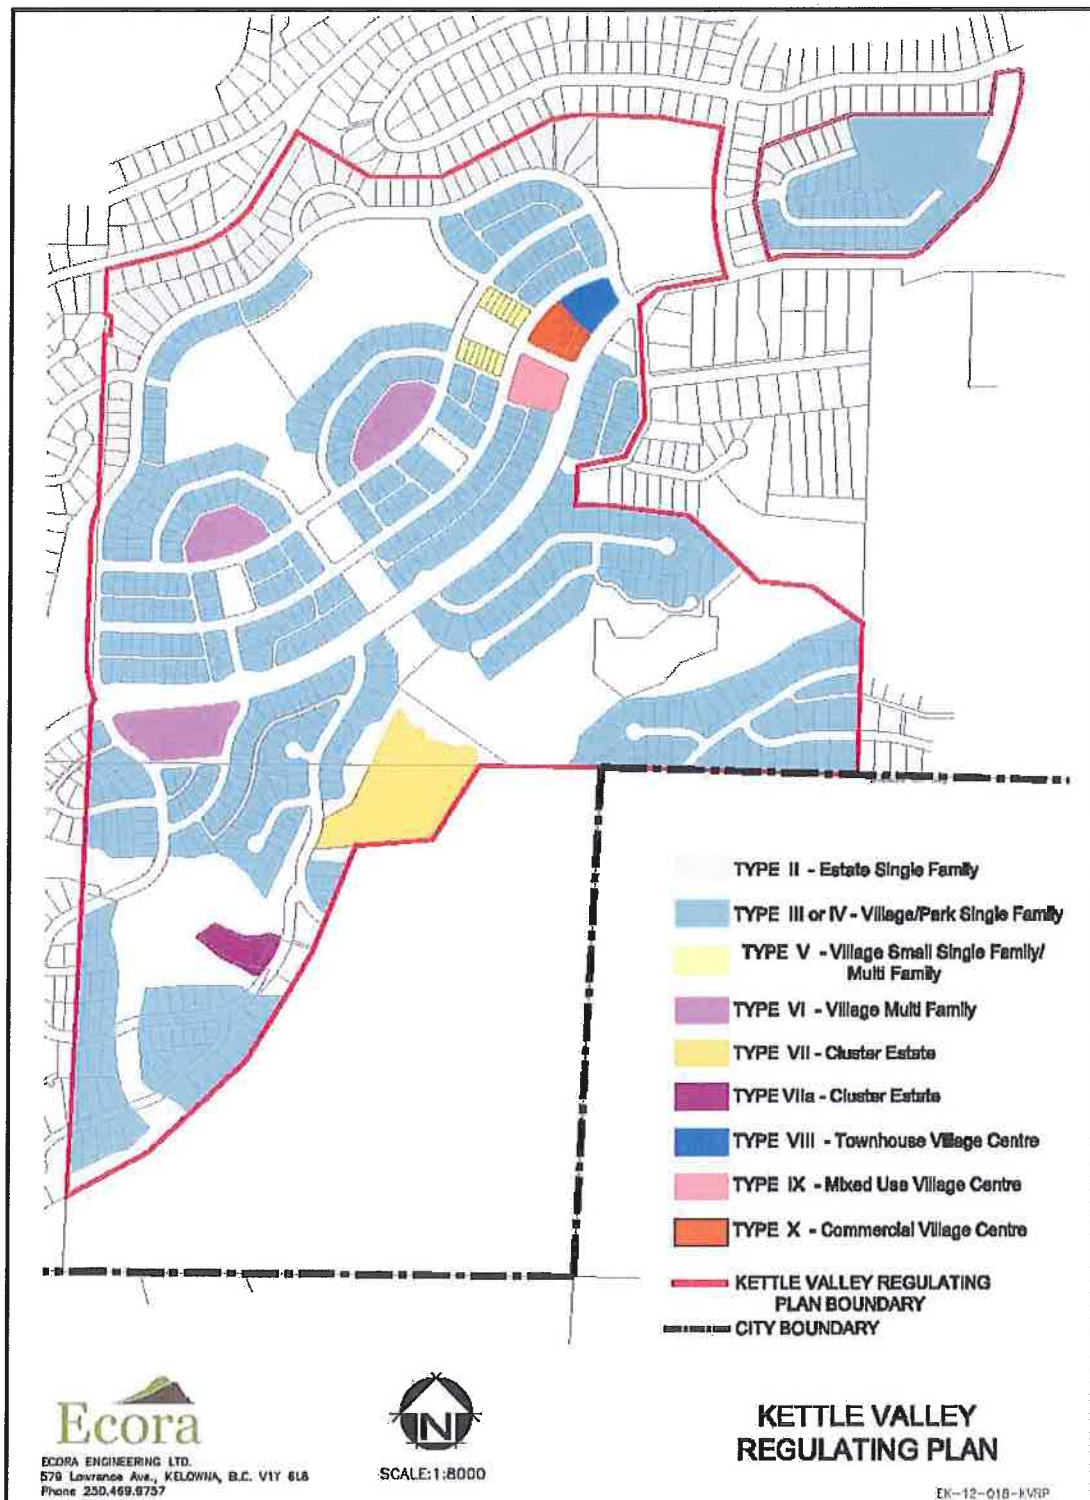 TYPE II - Estate Single Family
TYPE III or IV - Village/Park Single Family
TYPE V - Village Small Single Family/
Multi Family
TYPE VI - Village Multi Family
TYPE VII - Cluster Estate
TYPE VIIa - Cluster Estate
TYPE VIII - Townhouse Village Centre
TYPE IX - Mixed Use Village Centre
TYPE X - Commercial Village Centre
KETTLE VALLEY REGULATING
PLAN BOUNDARY
CITY BOUNDARY
Ecora
ECORA ENGINEERING LTD.
579 Lawrence Ave., KELOWNA, B.C. V1Y 6L8
Phone 250.469.9757
N
SCALE:1:8000
KETTLE VALLEY
REGULATING PLAN
EK-12-018-KVRP